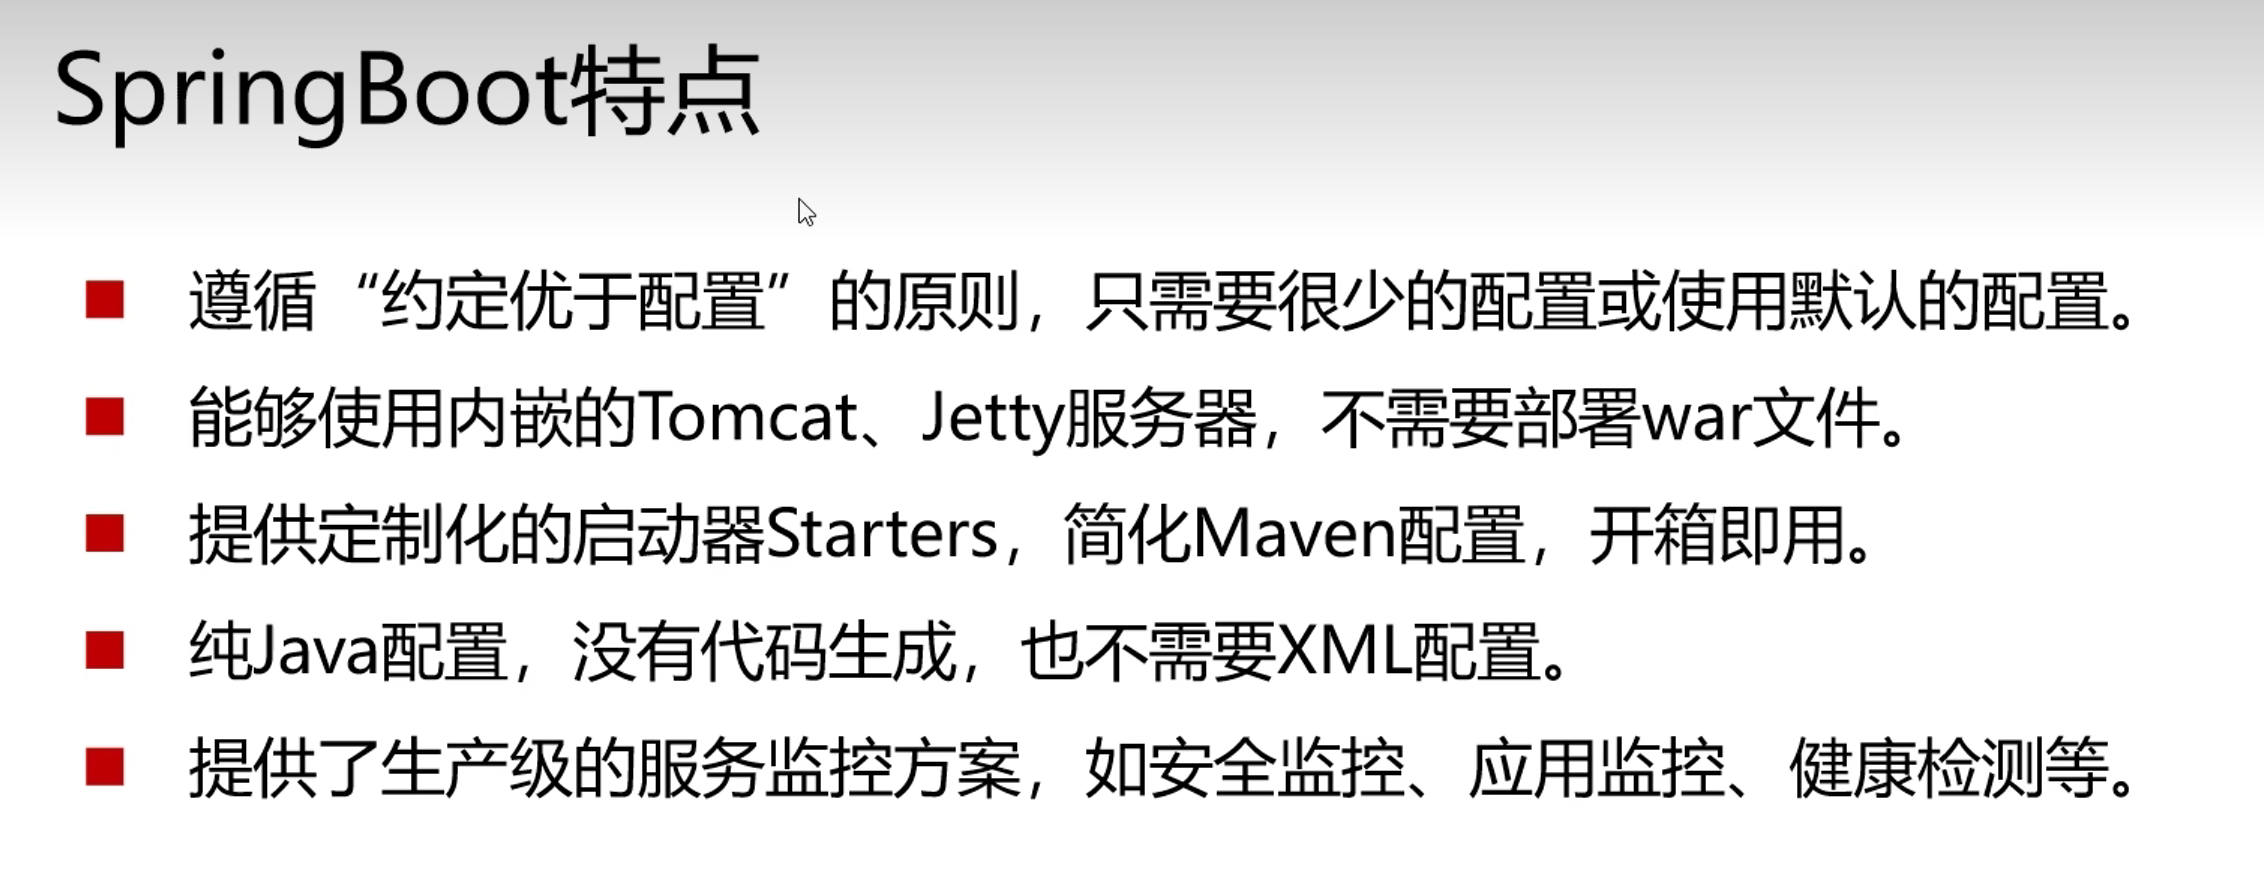 SpringBoot特点
遵循“约定优于配置”的原则，只需要很少的配置或使用默认的配置。
能够使用内嵌的Tomcat、Jetty服务器，不需要部署war文件。
提供定制化的启动器Starters，简化Maven配置，开箱即用。
纯Java配置，没有代码生成，也不需要XML配置。
提供了生产级的服务监控方案，如安全监控、应用监控、健康检测等。